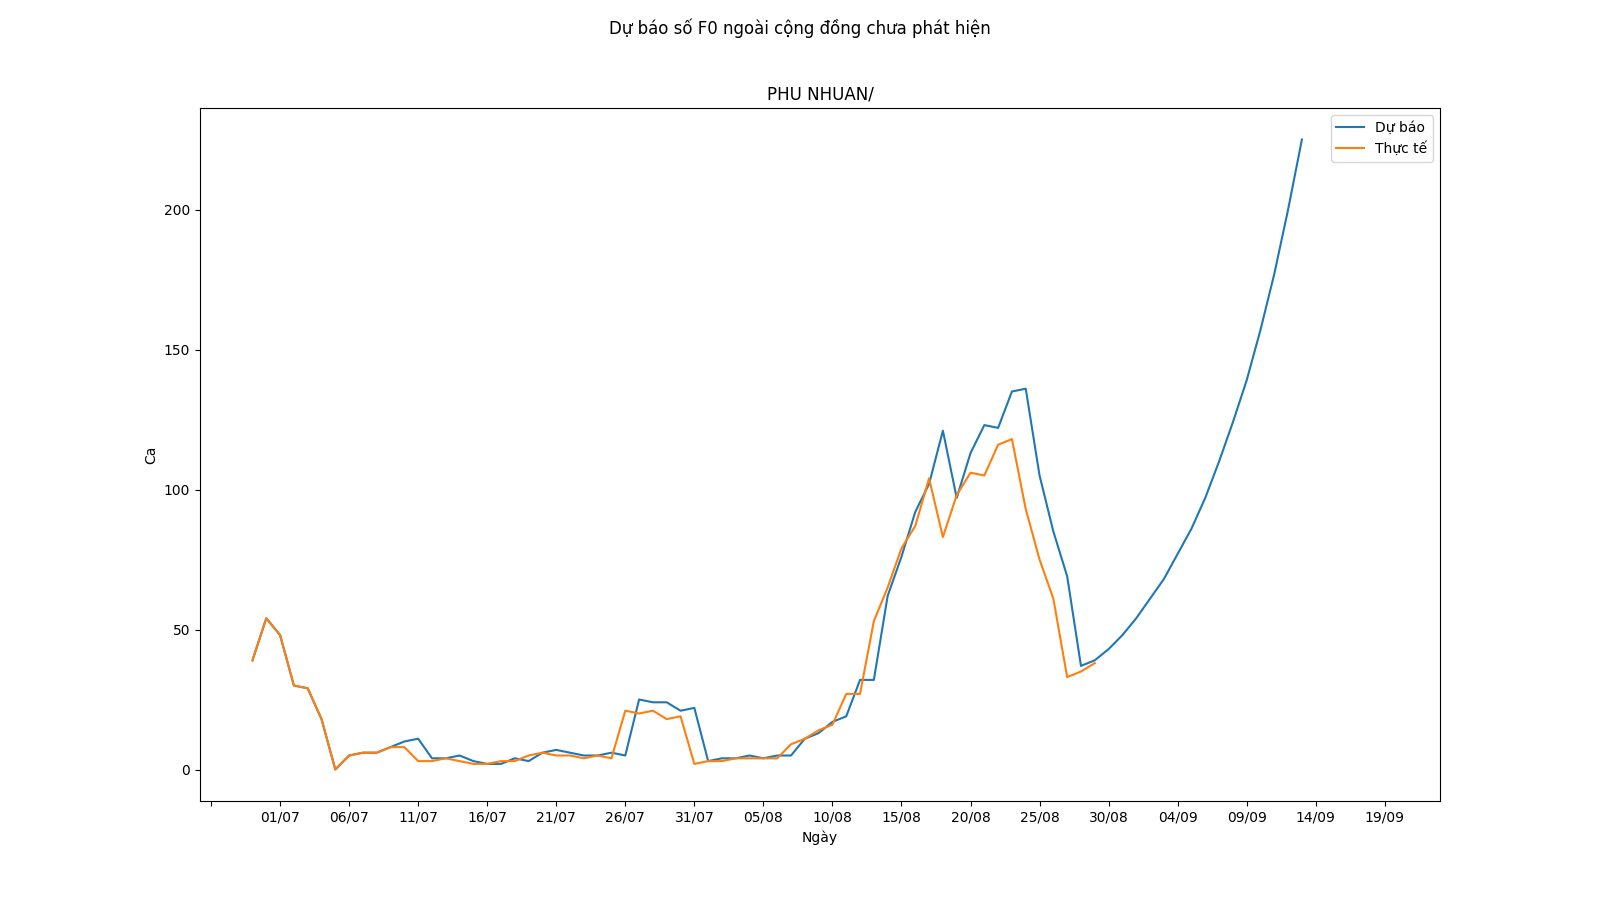 Dự báo số F0 ngoài cộng đồng chưa phát hiện
PHU NHUAN/
Dự báo
Thực tế
200
150
100
50
0
Ca
01/07 06/07 11/07 16/07 21/07 26/07 31/07 05/08 10/08 15/08 20/08 25/08 30/08 04/09 09/09 14/09 19/09
Ngày